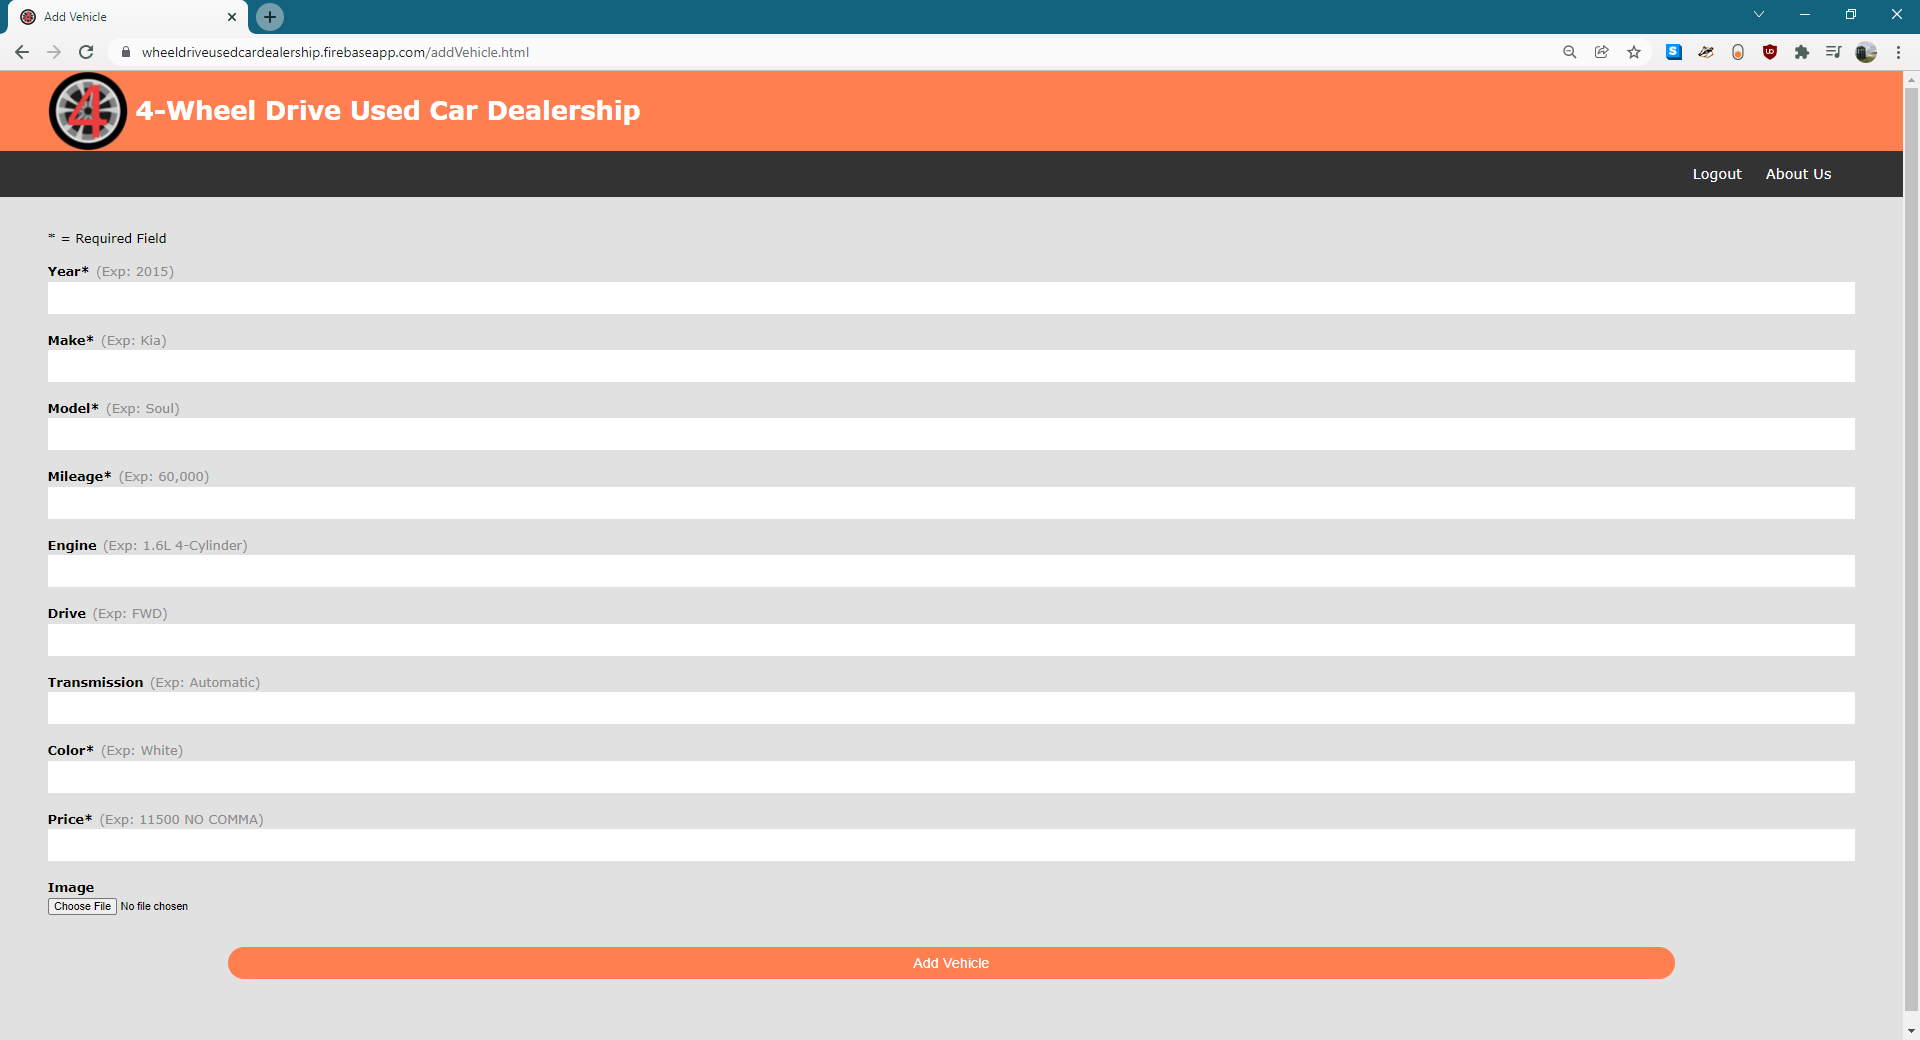 Add Vehicle
wheeldriveusedcardealership.firebaseapp.com/addVehicle.html
4 4-Wheel Drive Used Car Dealership
Logout About Us
* = Required Field
Year* (Exp: 2015)
Make* (Exp: Kia)
Model* (Exp: Soul)
Mileage* (Exp: 60,000)
Engine (Exp: 1.6L 4-Cylinder)
Drive (Exp: FWD)
Transmission (Exp: Automatic)
Color* (Exp: White)
Price* (Exp: 11500 NO COMMA)
Image
Choose File No file chosen
Add Vehicle